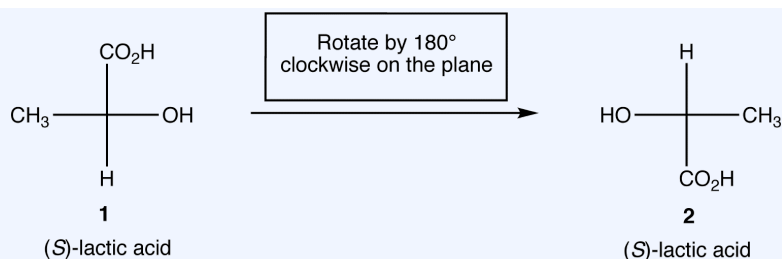 Rotate by 180°
clockwise on the plane
CO₂H
CH₃
OH
H
1
(S)-lactic acid
H
HO
CH₃
CO₂H
2
(S)-lactic acid